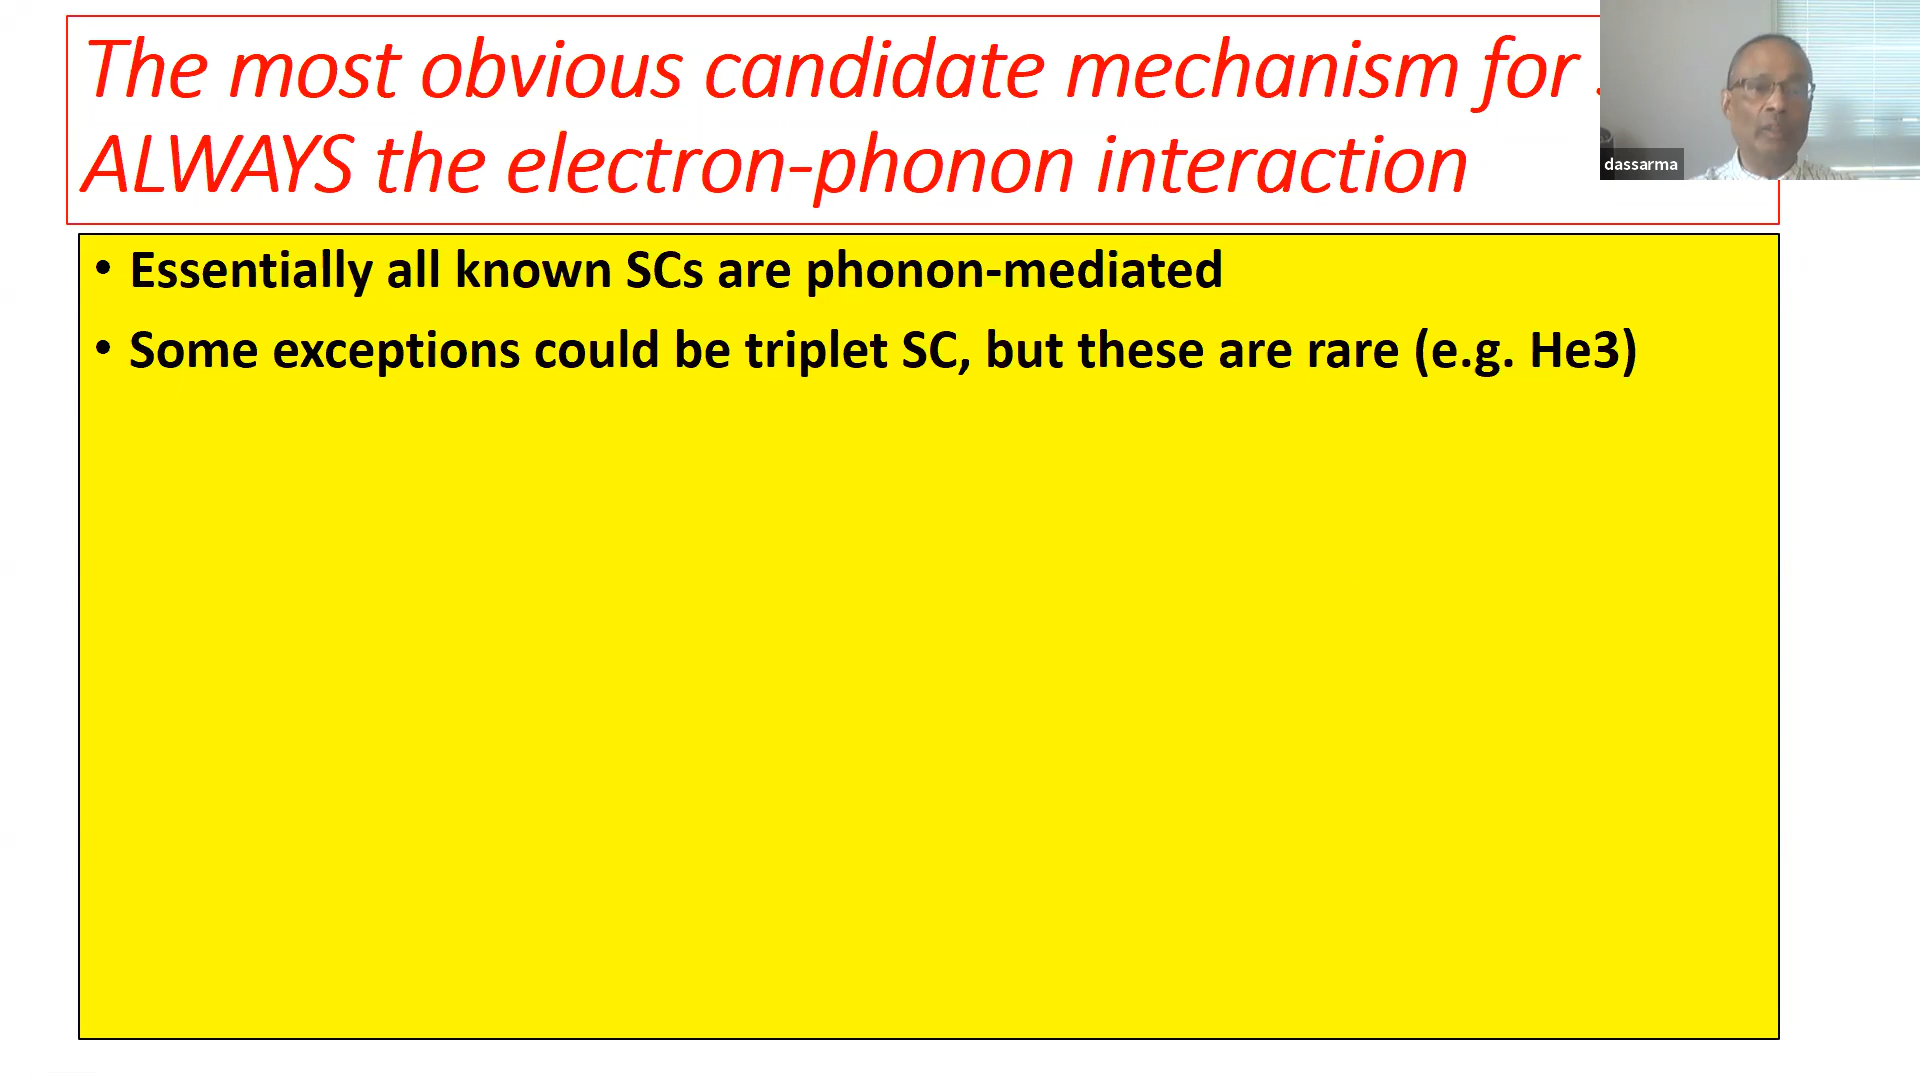 The most obvious candidate mechanism for
ALWAYS the electron-phonon interaction
dassarma
• Essentially all known SCs are phonon-mediated
• Some exceptions could be triplet SC, but these are rare (e.g. He3)